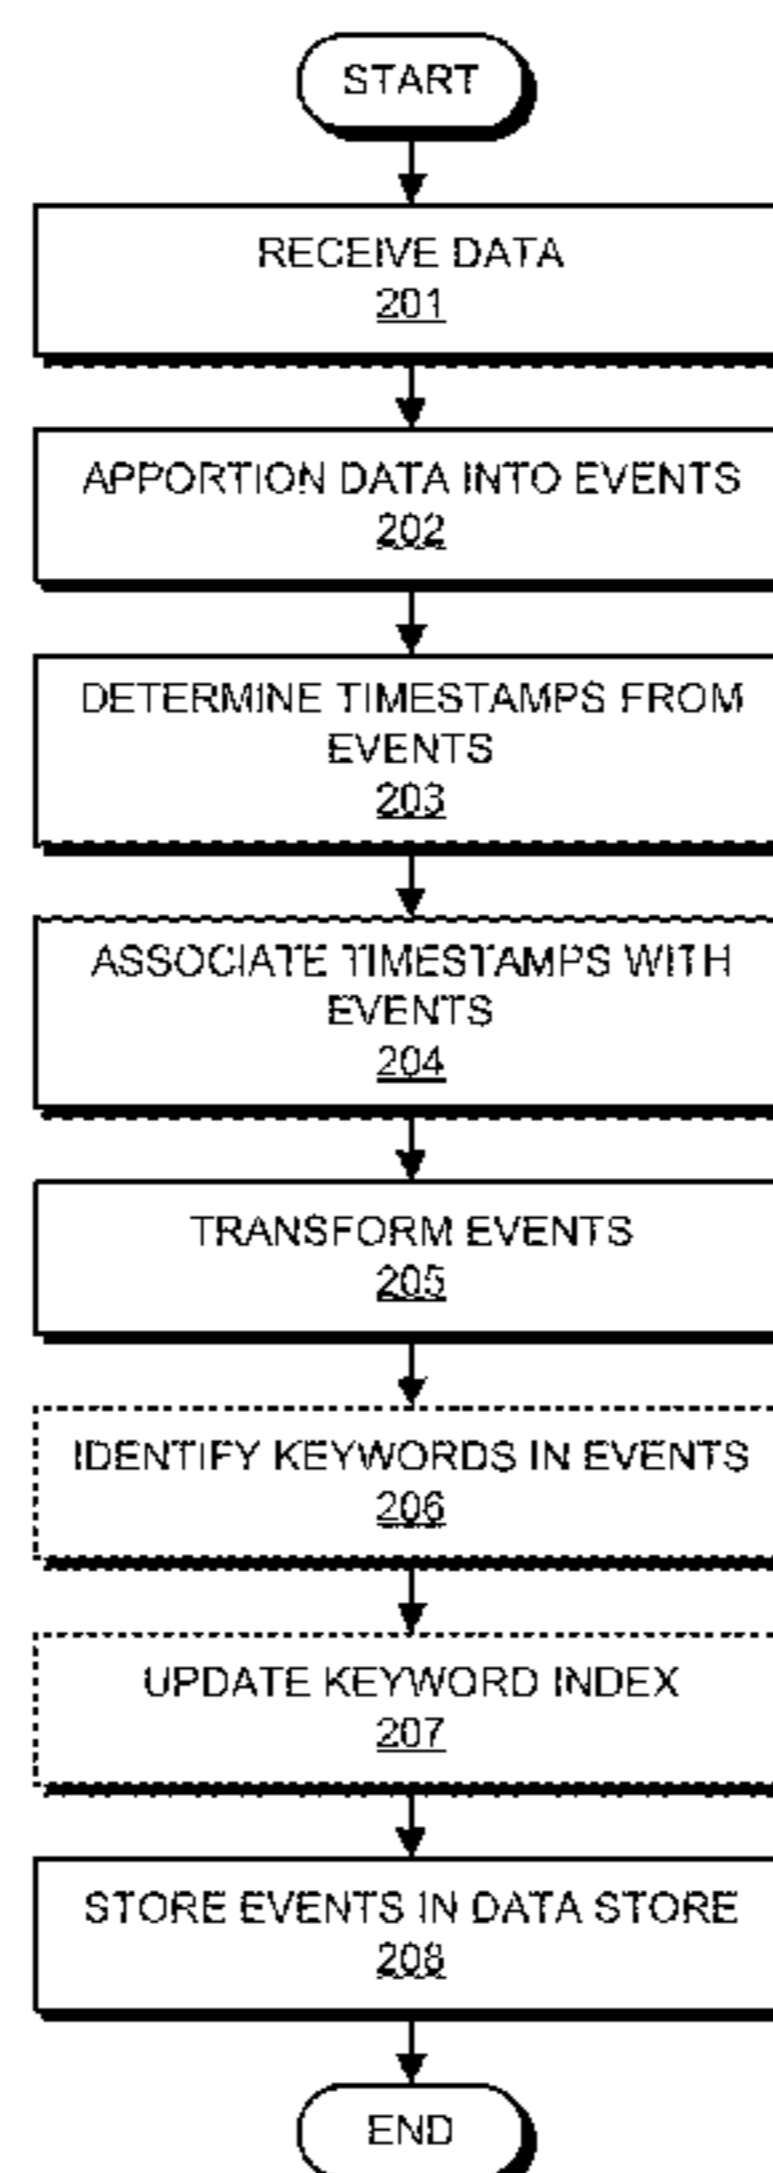 START
RECEIVE DATA
201
APPORTION DATA INTO EVENTS
202
DETERMINE TIMESTAMPS FROM
EVENTS
203
ASSOCIATE TIMESTAMPS WITH
EVENTS
204
TRANSFORM EVENTS
205
IDENTIFY KEYWORDS IN EVENTS
206
UPDATE KEYWORD INDEX
207
STORE EVENTS IN DATA STORE
208
END